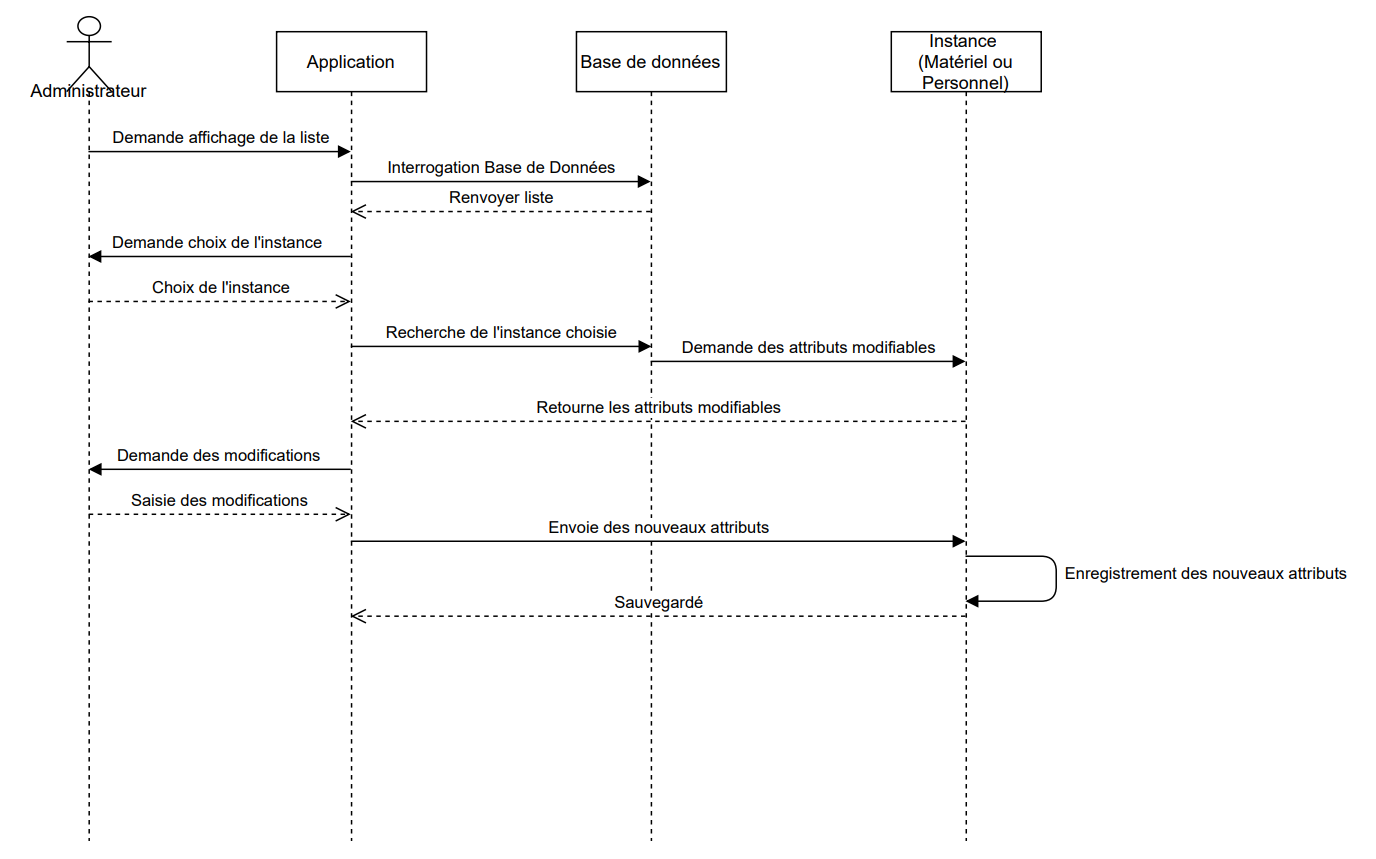 Administrateur
Application
Base de données
Instance
(Matériel ou
Personnel)
Demande affichage de la liste
Interrogation Base de Données
Renvoyer liste
Demande choix de l'instance
Choix de l'instance
Recherche de l'instance choisie
Demande des attributs modifiables
Retourne les attributs modifiables
Demande des modifications
Saisie des modifications
Envoie des nouveaux attributs
Enregistrement des nouveaux attributs
Sauvegardé